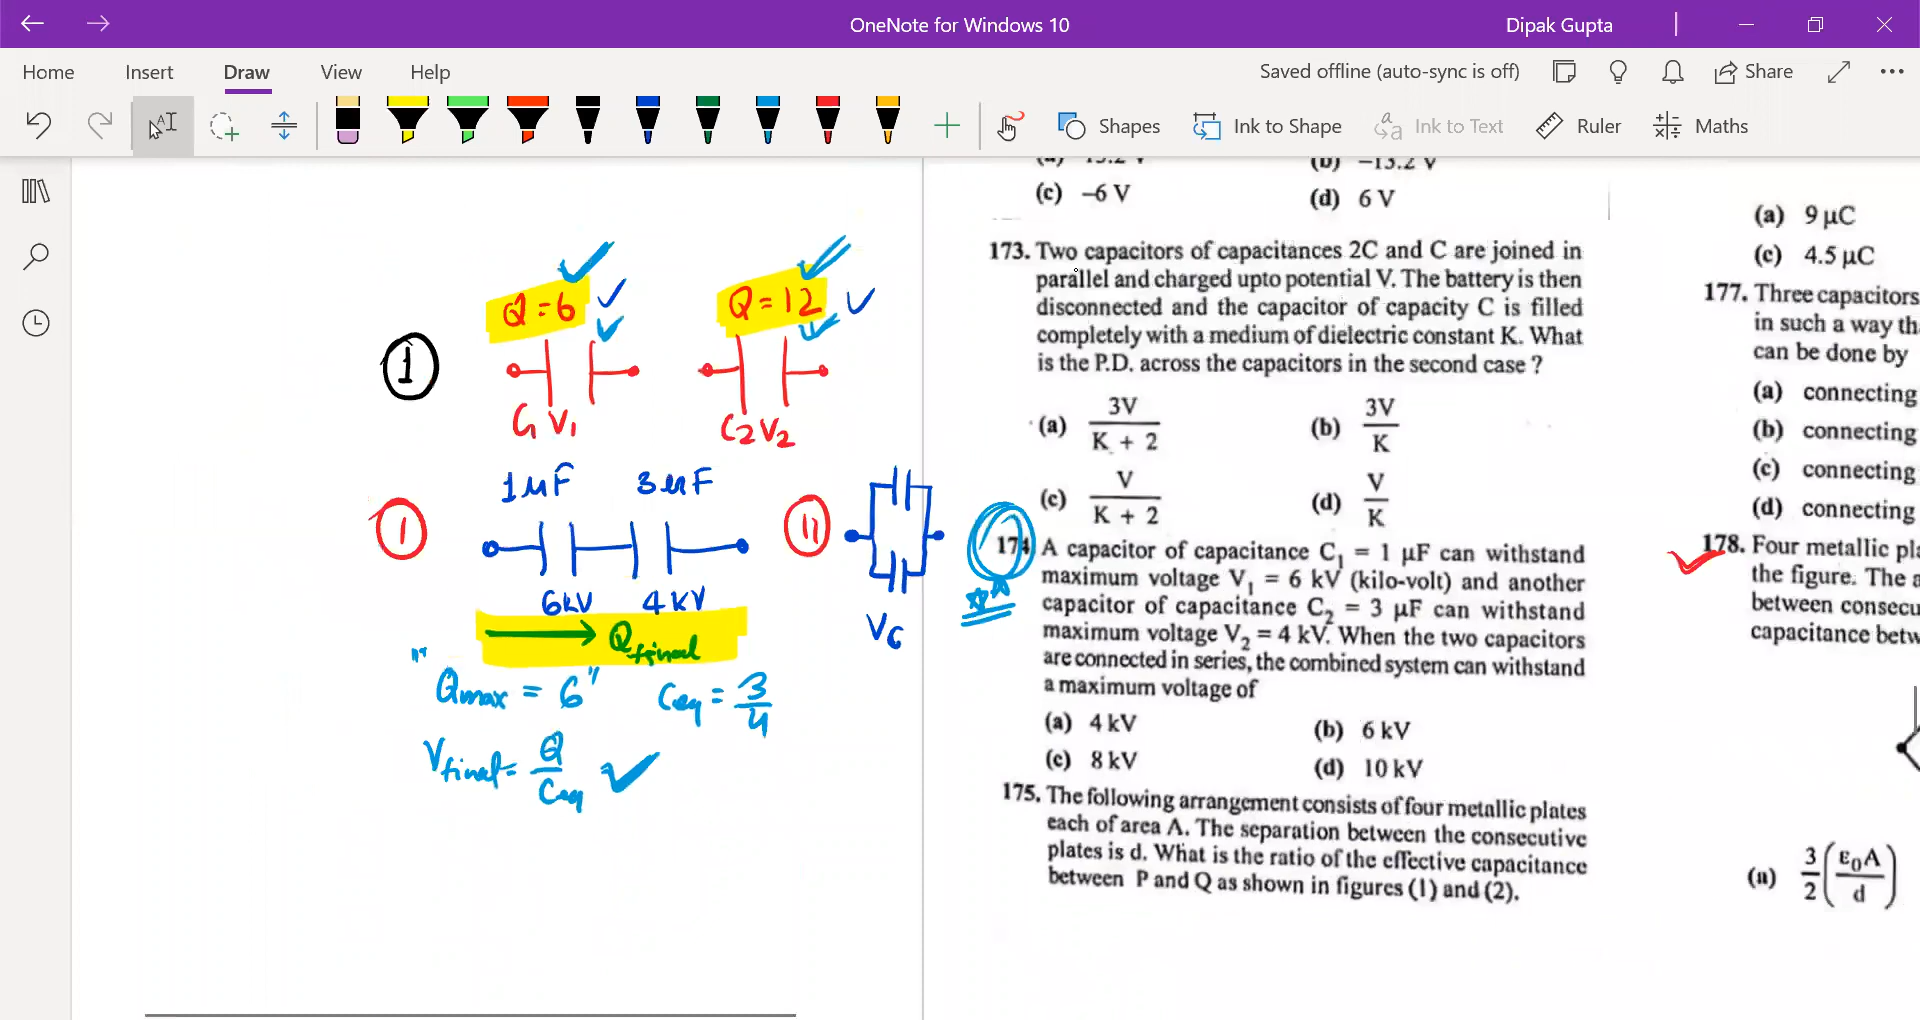 OneNote for Windows 10
Dipak Gupta
Home Insert Draw View Help
Saved offline (auto-sync is off)
Share
Shapes
Ink to Shape
Ink to Text
Ruler
Maths
Q = 6
Q = 12
1
C1 V1
C2 V2
1 μF 3 μF
I
II
6kV 4 kV
VC
Qfinal
"Qmax = 6"
Ceq = 3/4
Vfinal = Q/Ceq
(b) −13.2 V
(c) −6 V
(d) 6 V
173. Two capacitors of capacitances 2C and C are joined in
parallel and charged upto potential V. The battery is then
disconnected and the capacitor of capacity C is filled
completely with a medium of dielectric constant K. What
is the P.D. across the capacitors in the second case ?
(a) 3V/K + 2
(b) 3V/K
(c) V/K + 2
(d) V/K
174 A capacitor of capacitance C1 = 1 μF can withstand
maximum voltage V1 = 6 kV (kilo-volt) and another
capacitor of capacitance C2 = 3 μF can withstand
maximum voltage V2 = 4 kV. When the two capacitors
are connected in series, the combined system can withstand
a maximum voltage of
(a) 4 kV
(b) 6 kV
(c) 8 kV
(d) 10 kV
175. The following arrangement consists of four metallic plates
each of area A. The separation between the consecutive
plates is d. What is the ratio of the effective capacitance
between P and Q as shown in figures (1) and (2).
(a) 9 μC
(c) 4.5 μC
177. Three capacitors
in such a way
can be done by
(a) connecting
(b) connecting
(c) connecting
(d) connecting
178. Four metallic
the figure. The
between
capacitance
(a) 3/2 (ε0A/d)